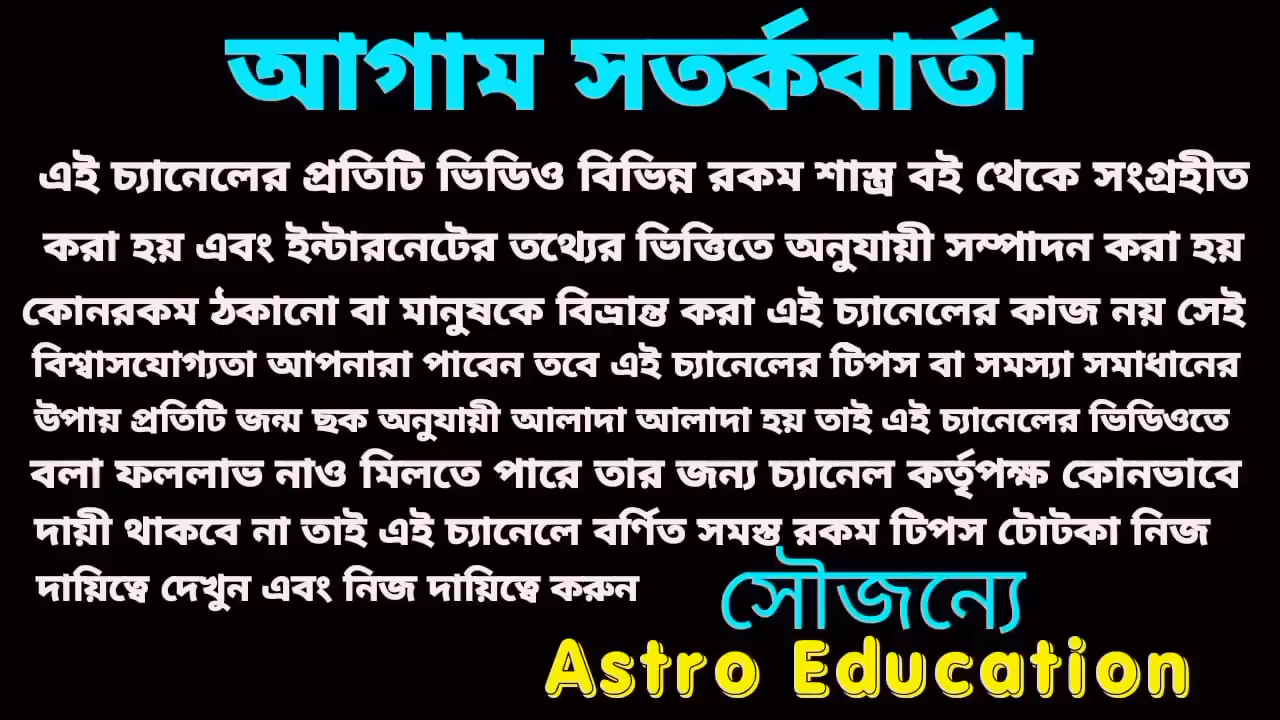 আগাম সতর্কবার্তা
এই চ্যানেলের প্রতিটি ভিডিও বিভিন্ন রকম শাস্ত্র বই থেকে সংগ্রহীত
করা হয় এবং ইন্টারনেটের তথ্যের ভিত্তিতে অনুযায়ী সম্পাদন করা হয়
কোনরকম ঠকানো বা মানুষকে বিভ্রান্ত করা এই চ্যানেলের কাজ নয় সেই
বিশ্বাসযোগ্যতা আপনারা পাবেন তবে এই চ্যানেলের টিপস বা সমস্যা সমাধানের
উপায় প্রতিটি জন্ম ছক অনুযায়ী আলাদা আলাদা হয় তাই এই চ্যানেলের ভিডিওতে
বলা ফললাভ নাও মিলতে পারে তার জন্য চ্যানেল কর্তৃপক্ষ কোনভাবে
দায়ী থাকবে না তাই এই চ্যানেলে বর্ণিত সমস্ত রকম টিপস টোটকা নিজ
দায়িত্বে দেখুন এবং নিজ দায়িত্বে করুন
সৌজন্যে
Astro Education